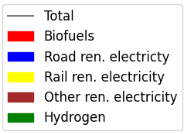 Total
Biofuels
Road ren. electricty
Rail ren. electricity
Other ren. electricity
Hydrogen